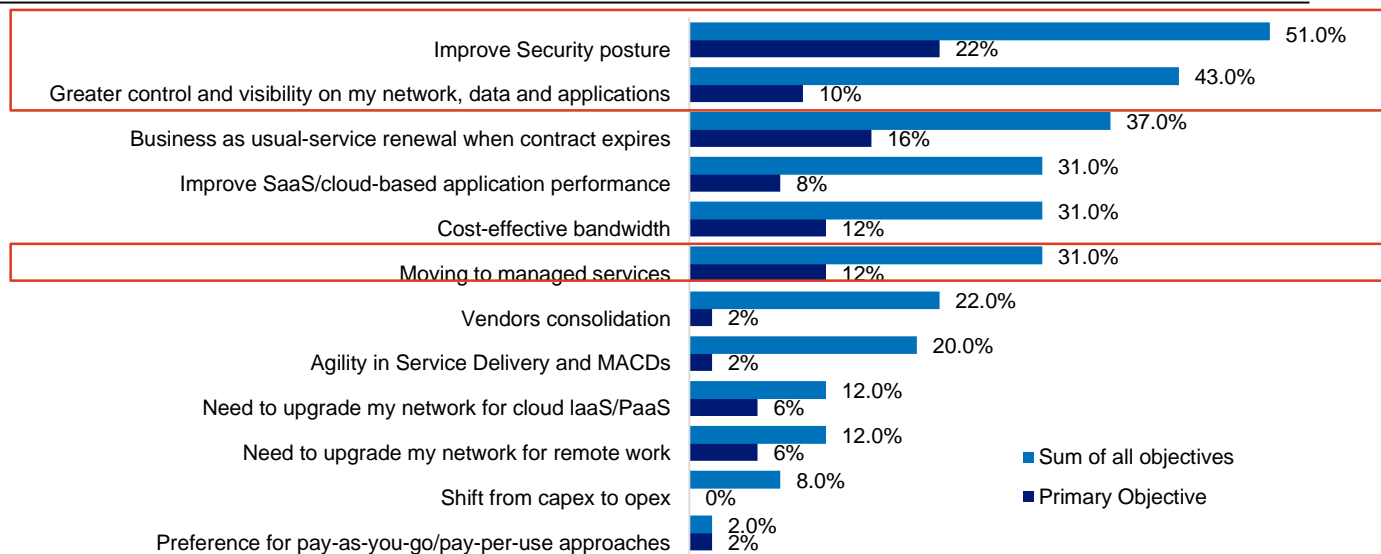 51.0%
Improve Security posture 22%
43.0%
Greater control and visibility on my network, data and applications 10%
37.0%
Business as usual-service renewal when contract expires 16%
31.0%
Improve SaaS/cloud-based application performance 8%
31.0%
Cost-effective bandwidth 12%
31.0%
Moving to managed services 12%
22.0%
Vendors consolidation 2%
20.0%
Agility in Service Delivery and MACDs 2%
12.0%
Need to upgrade my network for cloud IaaS/PaaS 6%
12.0%
Need to upgrade my network for remote work 6%
8.0%
Shift from capex to opex 0%
2.0%
Preference for pay-as-you-go/pay-per-use approaches 2%
Sum of all objectives
Primary Objective